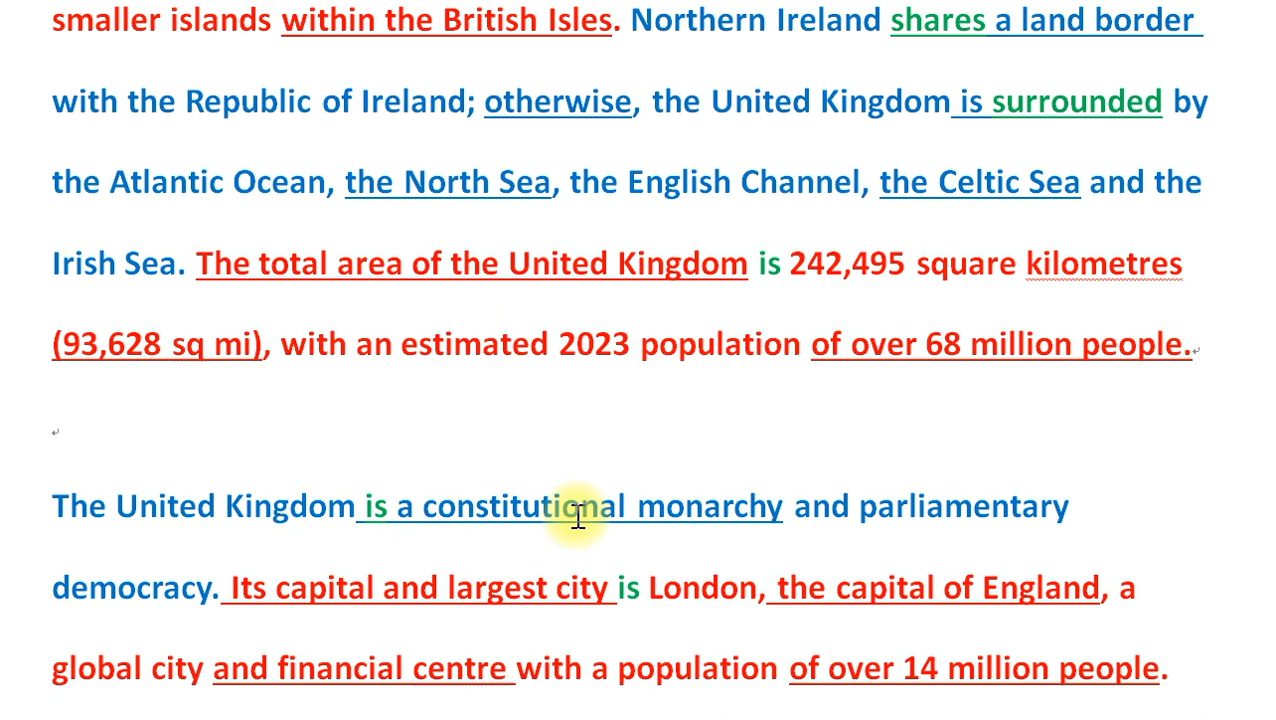 smaller islands within the British Isles. Northern Ireland shares a land border
with the Republic of Ireland; otherwise, the United Kingdom is surrounded by
the Atlantic Ocean, the North Sea, the English Channel, the Celtic Sea and the
Irish Sea. The total area of the United Kingdom is 242,495 square kilometres
(93,628 sq mi), with an estimated 2023 population of over 68 million people.
The United Kingdom is a constitutional monarchy and parliamentary
democracy. Its capital and largest city is London, the capital of England, a
global city and financial centre with a population of over 14 million people.